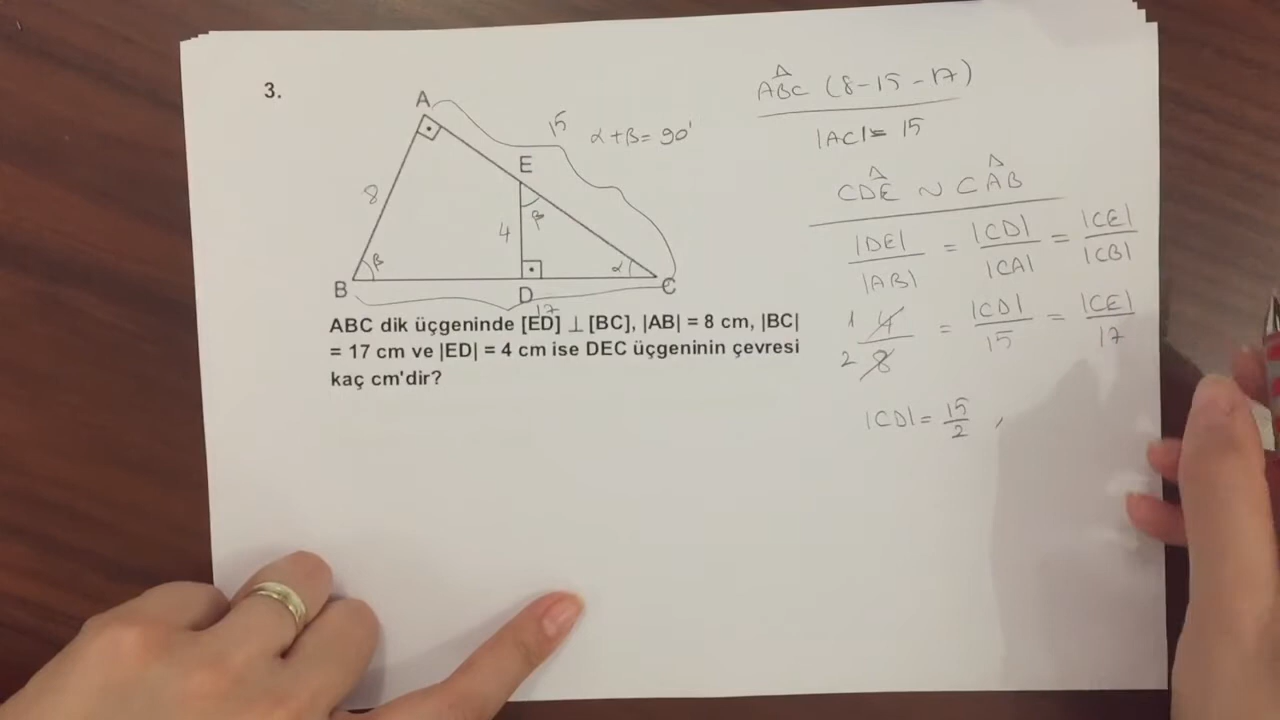 3.
A
15
α+β=90°
E
8
β
4
β
α
B
D
C
17
ABC dik üçgeninde [ED] ⊥ [BC], |AB| = 8 cm, |BC|
= 17 cm ve |ED| = 4 cm ise DEC üçgeninin çevresi
kaç cm'dir?
ABC (8-15-17)
|AC|= 15
CDE ~ CAB
|DE|/|AB| = |CD|/|CA| = |CE|/|CB|
1 4/2 8 = |CD|/15 = |CE|/17
|CD|= 15/2 ,